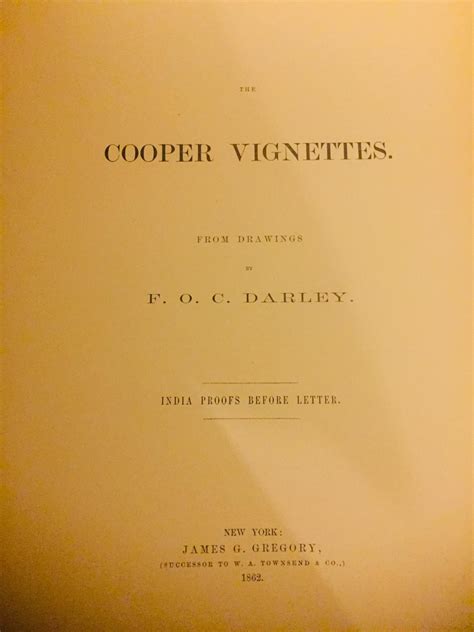 THE
COOPER VIGNETTES.
FROM DRAWINGS
BY
F. O. C. DARLEY.
INDIA PROOFS BEFORE LETTER.
NEW YORK:
JAMES G. GREGORY,
(SUCCESSOR TO W. A. TOWNSEND & CO.,)
1862.